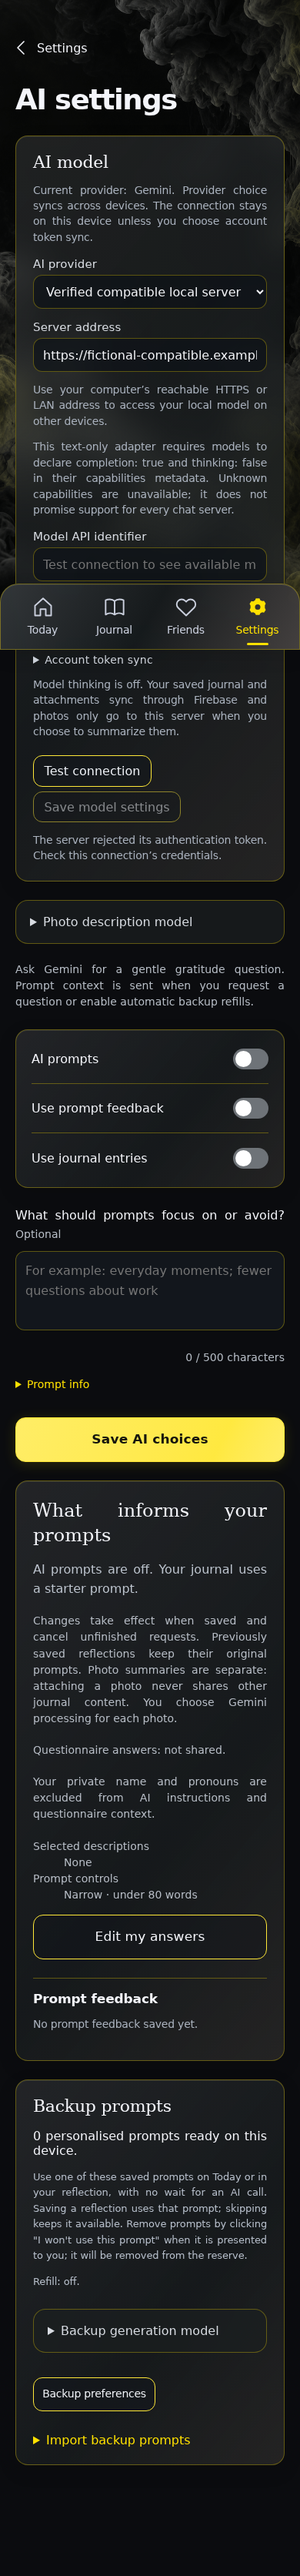 Settings
AI settings
AI model
Current provider: Gemini. Provider choice
syncs across devices. The connection stays
on this device unless you choose account
token sync.
AI provider
Verified compatible local server
Server address
https://fictional-compatible.exampl
Use your computer’s reachable HTTPS or
LAN address to access your local model on
other devices.
This text-only adapter requires models to
declare completion: true and thinking: false
in their capabilities metadata. Unknown
capabilities are unavailable; it does not
promise support for every chat server.
Model API identifier
Test connection to see available m
Today
Journal
Friends
Settings
Account token sync
Model thinking is off. Your saved journal and
attachments sync through Firebase and
photos only go to this server when you
choose to summarize them.
Test connection
Save model settings
The server rejected its authentication token.
Check this connection’s credentials.
Photo description model
Ask Gemini for a gentle gratitude question.
Prompt context is sent when you request a
question or enable automatic backup refills.
AI prompts
Use prompt feedback
Use journal entries
What should prompts focus on or avoid?
Optional
For example: everyday moments; fewer
questions about work
0 / 500 characters
Prompt info
Save AI choices
What informs your
prompts
AI prompts are off. Your journal uses
a starter prompt.
Changes take effect when saved and
cancel unfinished requests. Previously
saved reflections keep their original
prompts. Photo summaries are separate:
attaching a photo never shares other
journal content. You choose Gemini
processing for each photo.
Questionnaire answers: not shared.
Your private name and pronouns are
excluded from AI instructions and
questionnaire context.
Selected descriptions
None
Prompt controls
Narrow · under 80 words
Edit my answers
Prompt feedback
No prompt feedback saved yet.
Backup prompts
0 personalised prompts ready on this
device.
Use one of these saved prompts on Today or in
your reflection, with no wait for an AI call.
Saving a reflection uses that prompt; skipping
keeps it available. Remove prompts by clicking
"I won't use this prompt" when it is presented
to you; it will be removed from the reserve.
Refill: off.
Backup generation model
Backup preferences
Import backup prompts